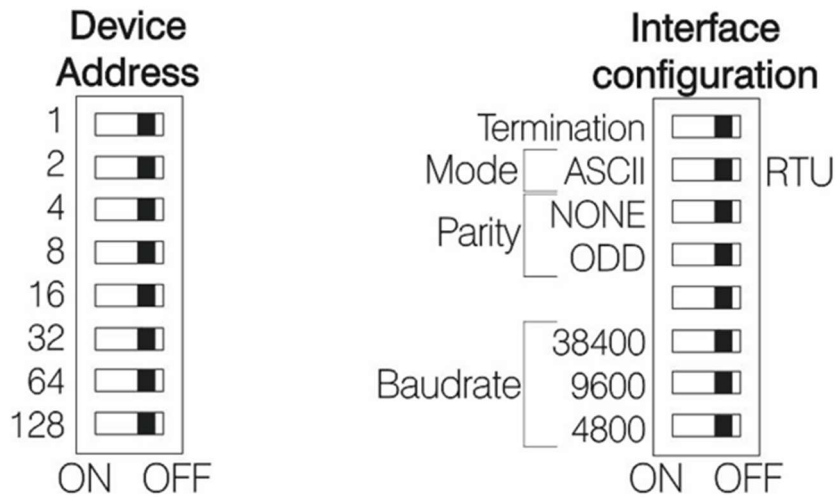 Device
Address
1
2
4
8
16
32
64
128
ON OFF
Interface
configuration
Termination
Mode ASCII RTU
Parity NONE
ODD
Baudrate 38400
9600
4800
ON OFF